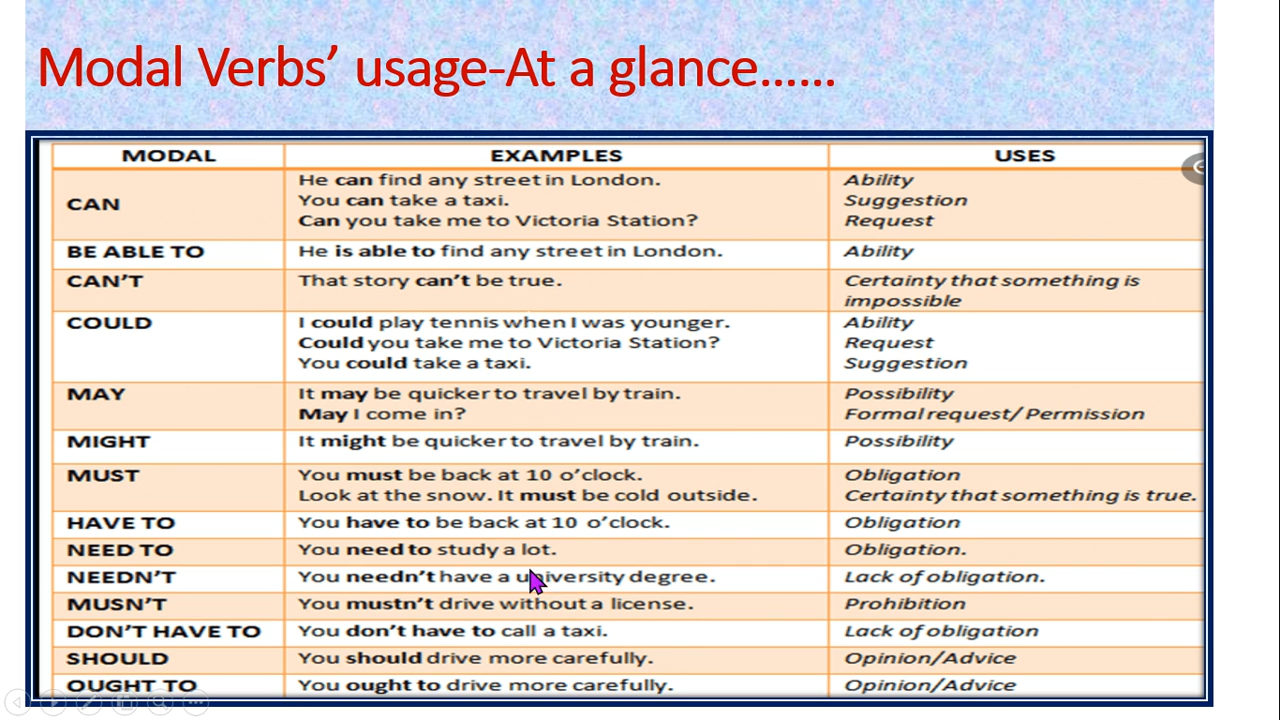 Modal Verbs’ usage-At a glance……
MODAL EXAMPLES USES
He can find any street in London. Ability
CAN You can take a taxi. Suggestion
Can you take me to Victoria Station? Request
BE ABLE TO He is able to find any street in London. Ability
CAN’T That story can’t be true. Certainty that something is
impossible
COULD I could play tennis when I was younger. Ability
Could you take me to Victoria Station? Request
You could take a taxi. Suggestion
MAY It may be quicker to travel by train. Possibility
May I come in? Formal request/ Permission
MIGHT It might be quicker to travel by train. Possibility
MUST You must be back at 10 o’clock. Obligation
Look at the snow. It must be cold outside. Certainty that something is true.
HAVE TO You have to be back at 10 o’clock. Obligation
NEED TO You need to study a lot. Obligation.
NEEDN’T You needn’t have a university degree. Lack of obligation.
MUSN’T You mustn’t drive without a license. Prohibition
DON’T HAVE TO You don’t have to call a taxi. Lack of obligation
SHOULD You should drive more carefully. Opinion/Advice
OUGHT TO You ought to drive more carefully. Opinion/Advice